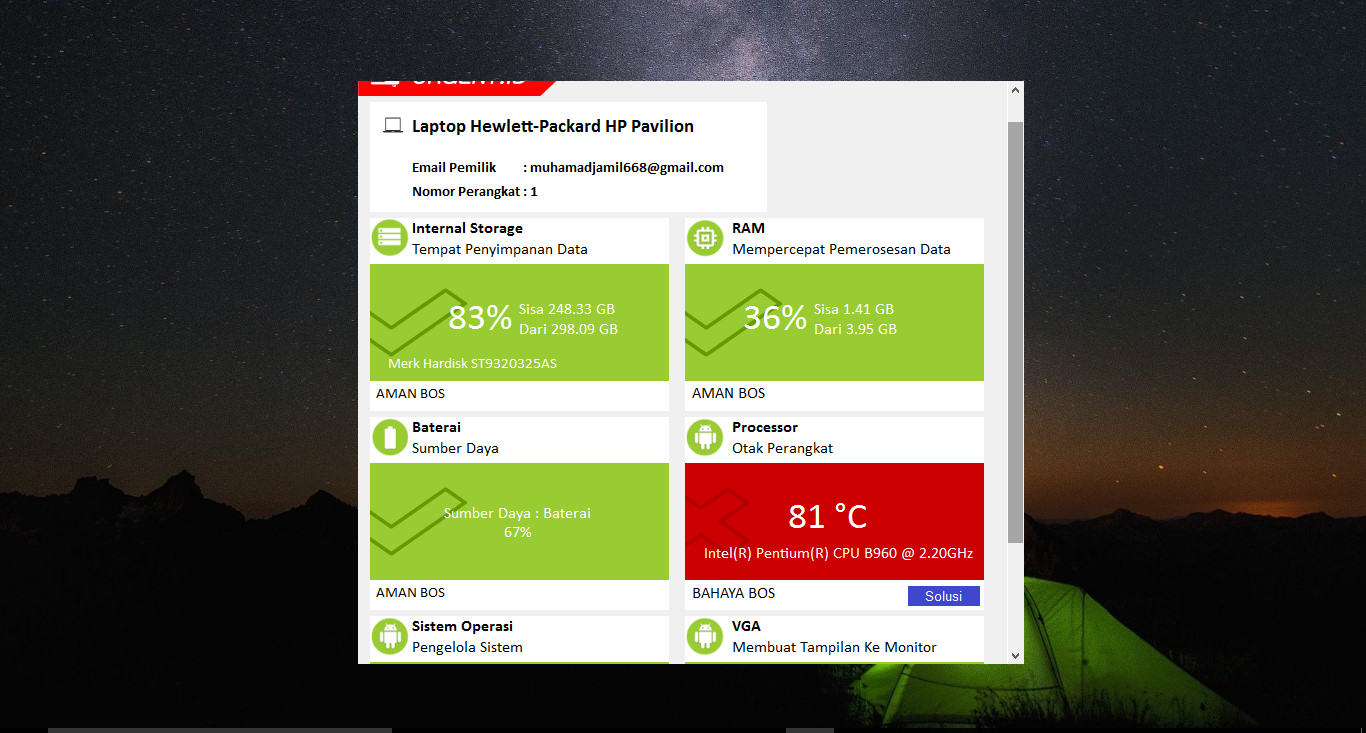 Laptop Hewlett-Packard HP Pavilion
Email Pemilik : muhamadjamil668@gmail.com
Nomor Perangkat : 1
Internal Storage
Tempat Penyimpanan Data
83%
Sisa 248.33 GB
Dari 298.09 GB
Merk Hardisk ST9320325AS
AMAN BOS
RAM
Mempercepat Pemerosesan Data
36%
Sisa 1.41 GB
Dari 3.95 GB
AMAN BOS
Baterai
Sumber Daya
Sumber Daya : Baterai
67%
AMAN BOS
Processor
Otak Perangkat
81 °C
Intel(R) Pentium(R) CPU B960 @ 2.20GHz
BAHAYA BOS
Solusi
Sistem Operasi
Pengelola Sistem
VGA
Membuat Tampilan Ke Monitor